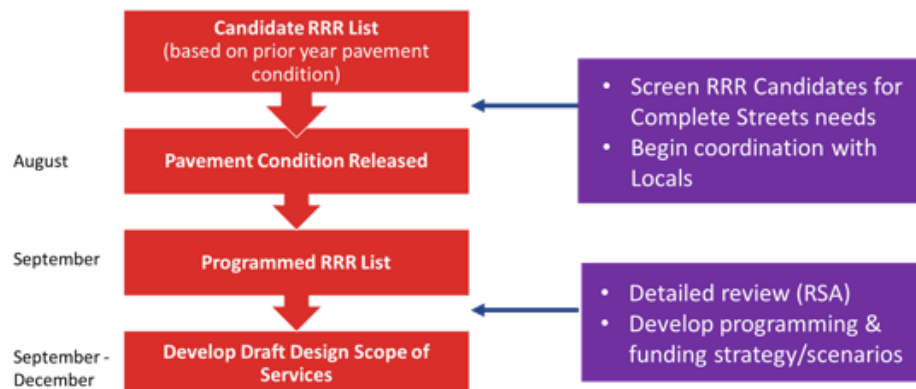 Candidate RRR List
(based on prior year pavement
condition)
• Screen RRR Candidates for
Complete Streets needs
• Begin coordination with
Locals
August
Pavement Condition Released
September
Programmed RRR List
• Detailed review (RSA)
• Develop programming &
funding strategy/scenarios
September -
December
Develop Draft Design Scope of
Services